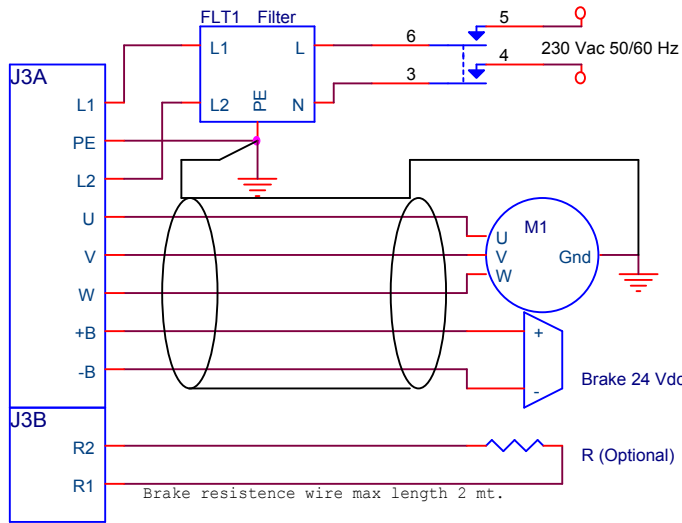 FLT1 Filter
5
6
L1
L
4
230 Vac 50/60 Hz
J3A
3
L1
L2
PE
N
PE
L2
U
M1
U
V
V
Gnd
W
W
+B
+
-B
-
Brake 24 Vdc
J3B
R2
R (Optional)
R1
Brake resistence wire max length 2 mt.